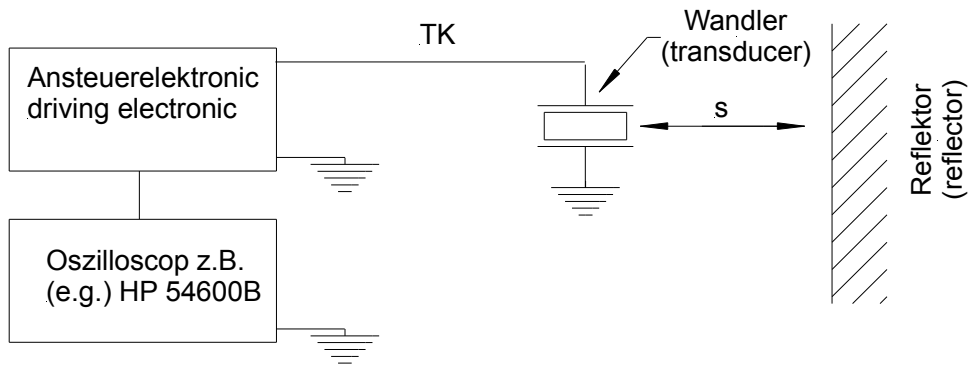 TK
Wandler
(transducer)
Ansteuerelektronic
driving electronic
s
Reflektor
(reflector)
Oszilloscop z.B.
(e.g.) HP 54600B